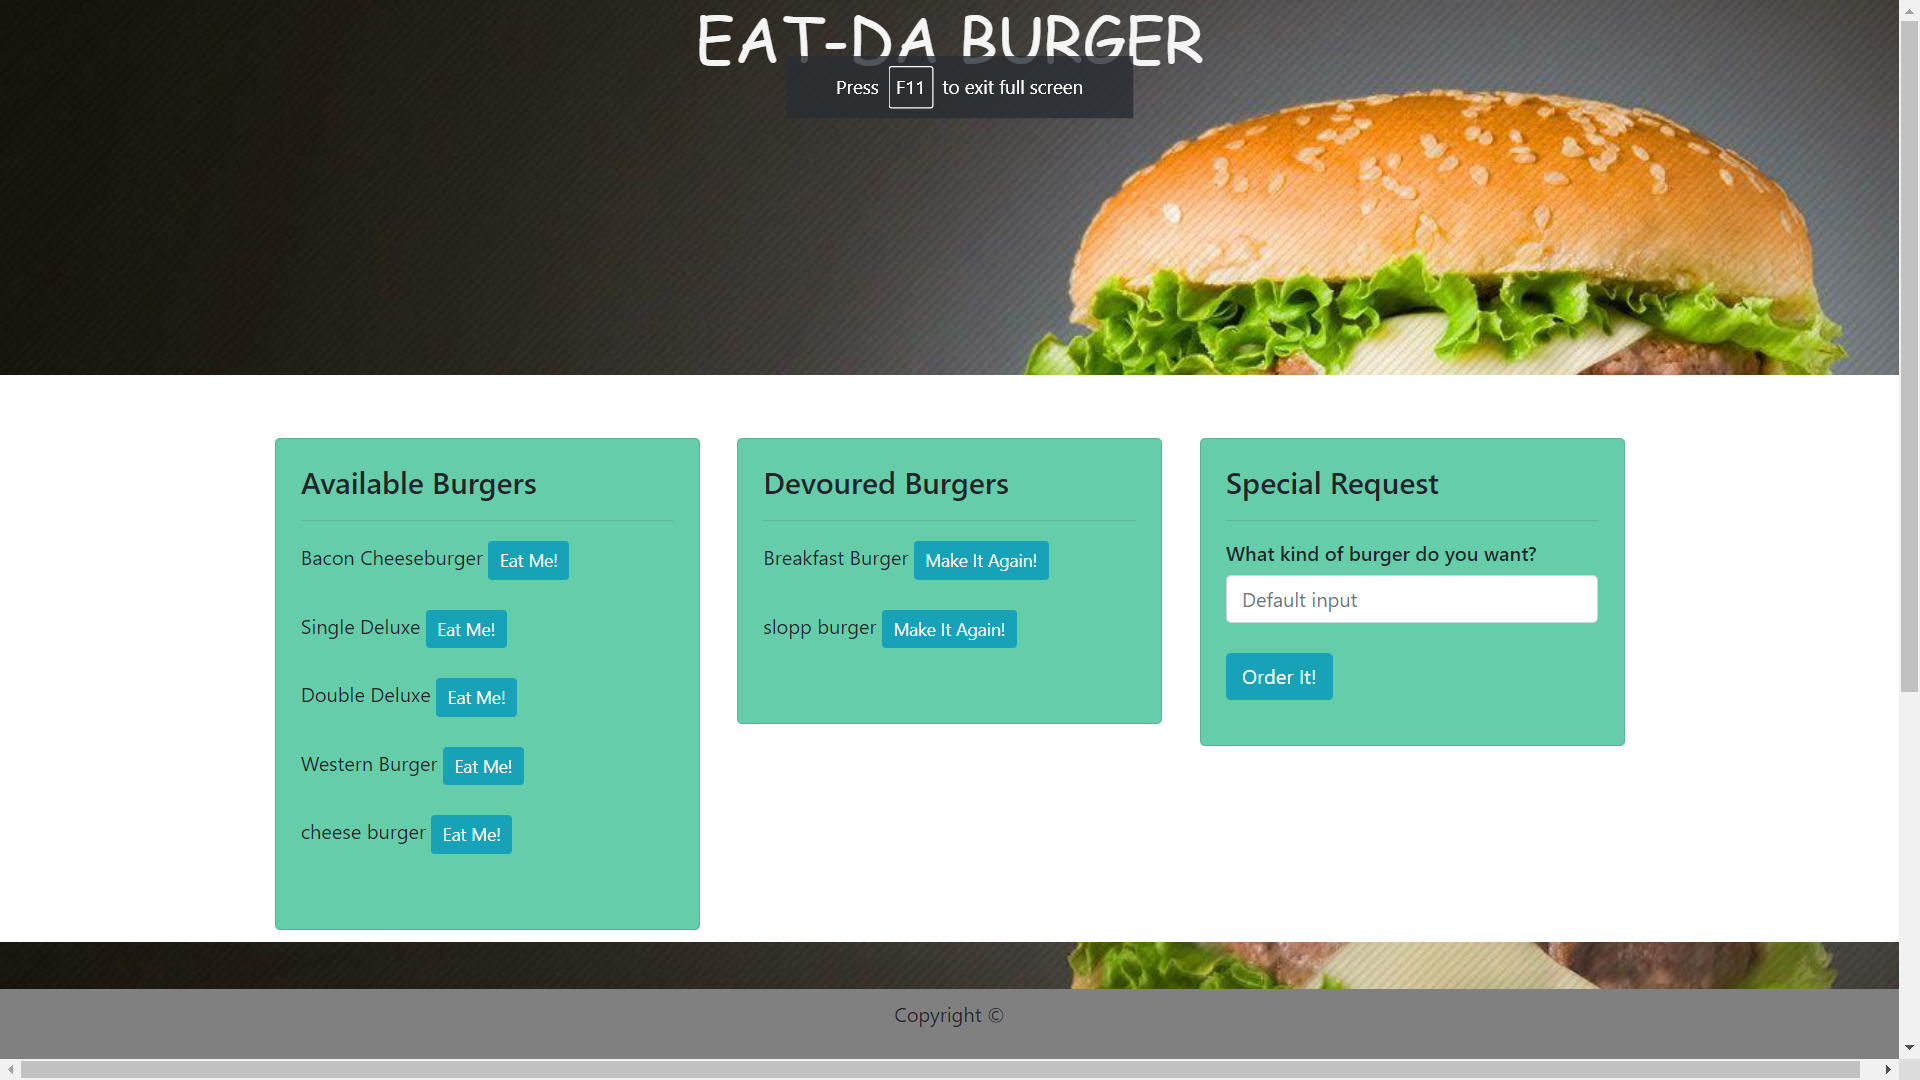 EAT-DA BURGER
Press F11 to exit full screen
Available Burgers
Bacon Cheeseburger Eat Me!
Single Deluxe Eat Me!
Double Deluxe Eat Me!
Western Burger Eat Me!
cheese burger Eat Me!
Devoured Burgers
Breakfast Burger Make It Again!
slopp burger Make It Again!
Special Request
What kind of burger do you want?
Default input
Order It!
Copyright ©